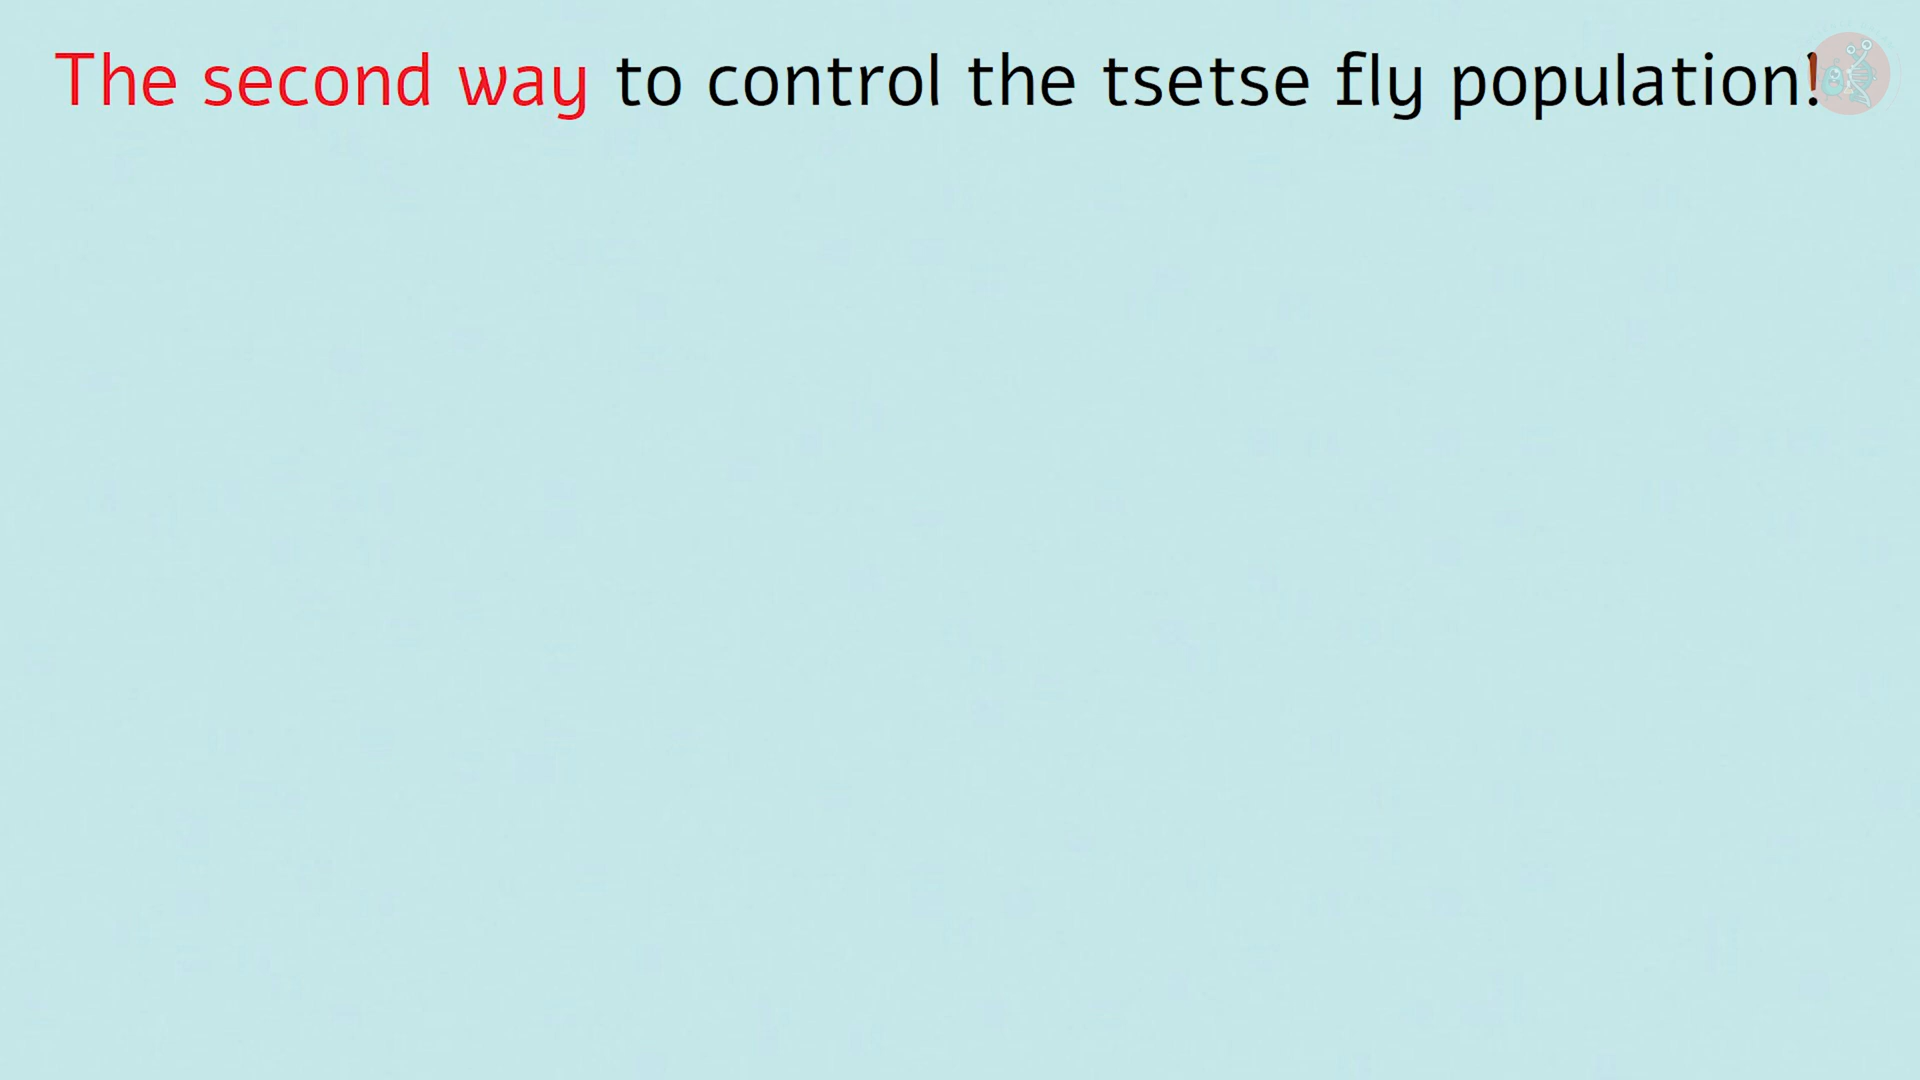 The second way to control the tsetse fly population!